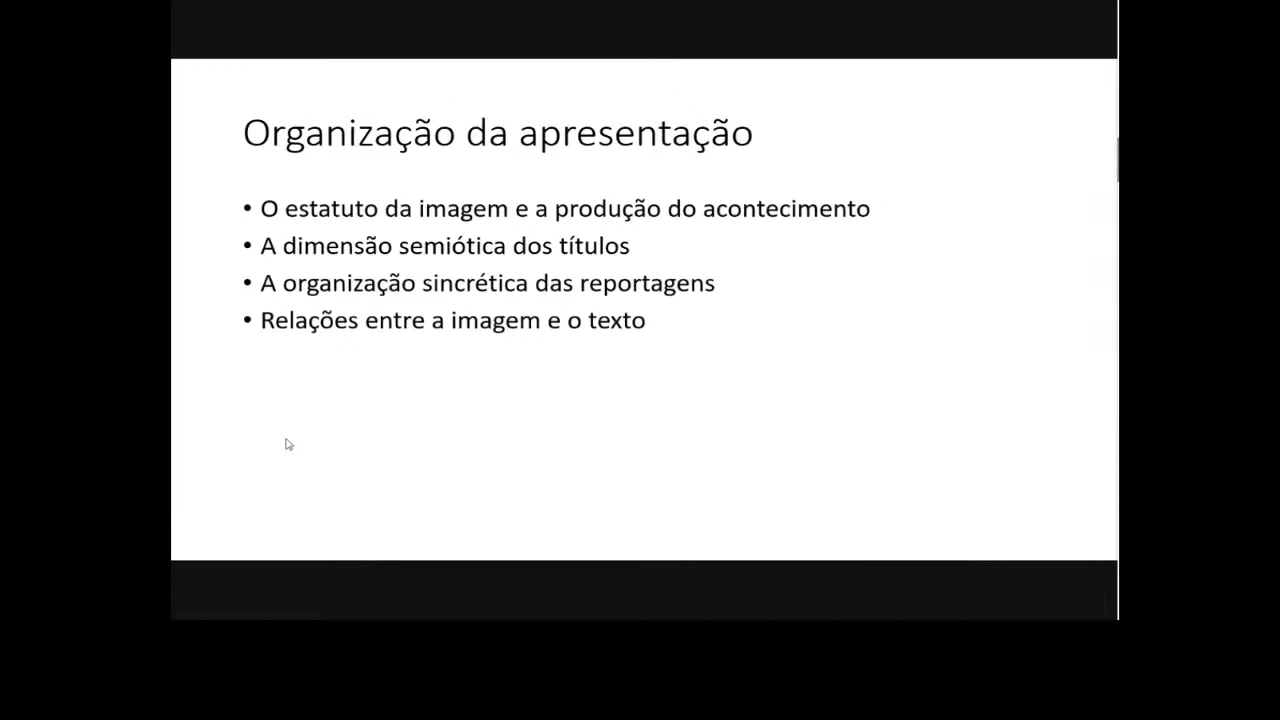 Organização da apresentação
• O estatuto da imagem e a produção do acontecimento
• A dimensão semiótica dos títulos
• A organização sincrética das reportagens
• Relações entre a imagem e o texto